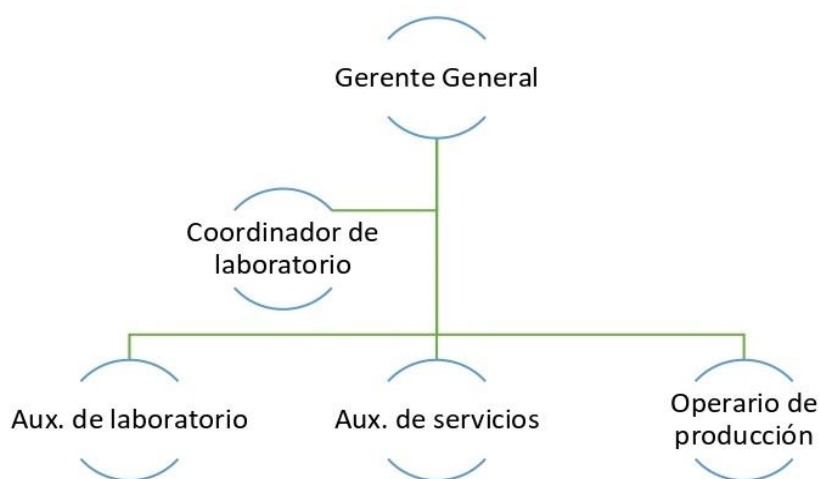 Gerente General
Coordinador de
laboratorio
Aux. de laboratorio
Aux. de servicios
Operario de
producción